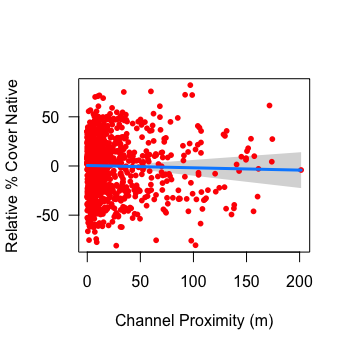 Relative % Cover Native
50
0
-50
0 50 100 150 200
Channel Proximity (m)